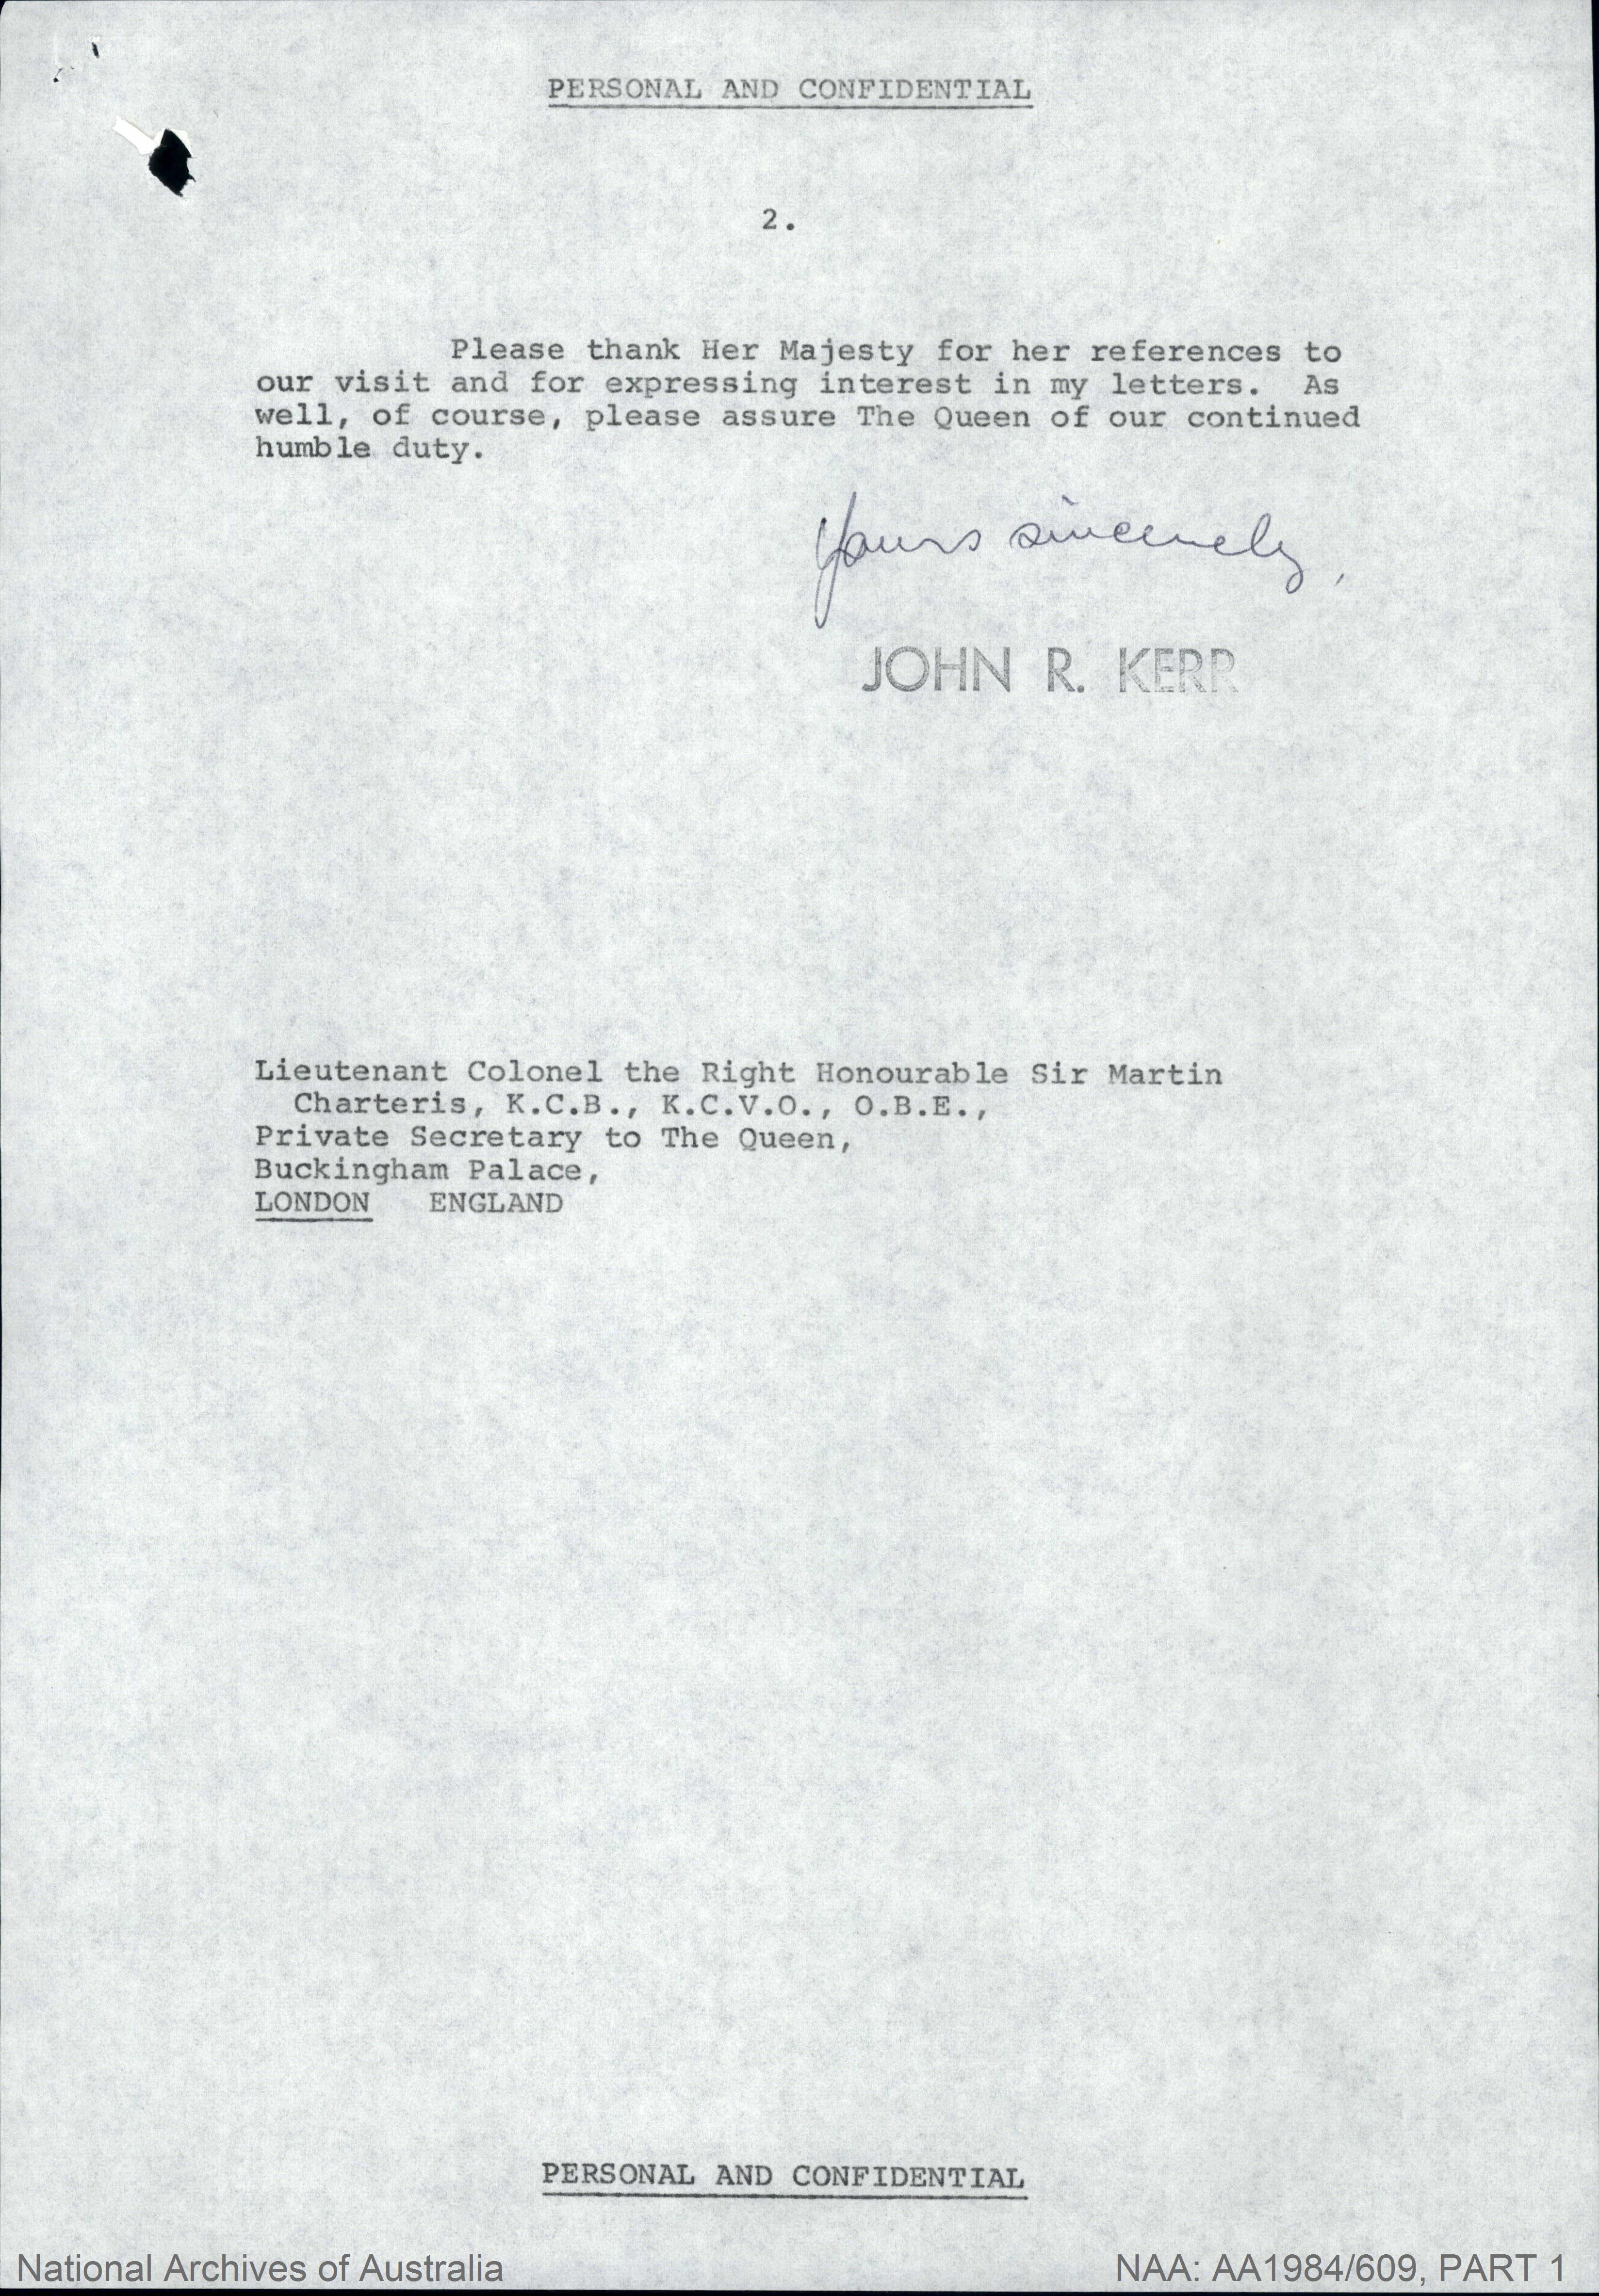 PERSONAL AND CONFIDENTIAL
2.
Please thank Her Majesty for her references to
our visit and for expressing interest in my letters. As
well, of course, please assure The Queen of our continued
humble duty.
Yours sincerely,
JOHN R. KERR
Lieutenant Colonel the Right Honourable Sir Martin
Charteris, K.C.B., K.C.V.O., O.B.E.,
Private Secretary to The Queen,
Buckingham Palace,
LONDON ENGLAND
PERSONAL AND CONFIDENTIAL
National Archives of Australia
NAA: AA1984/609, PART 1